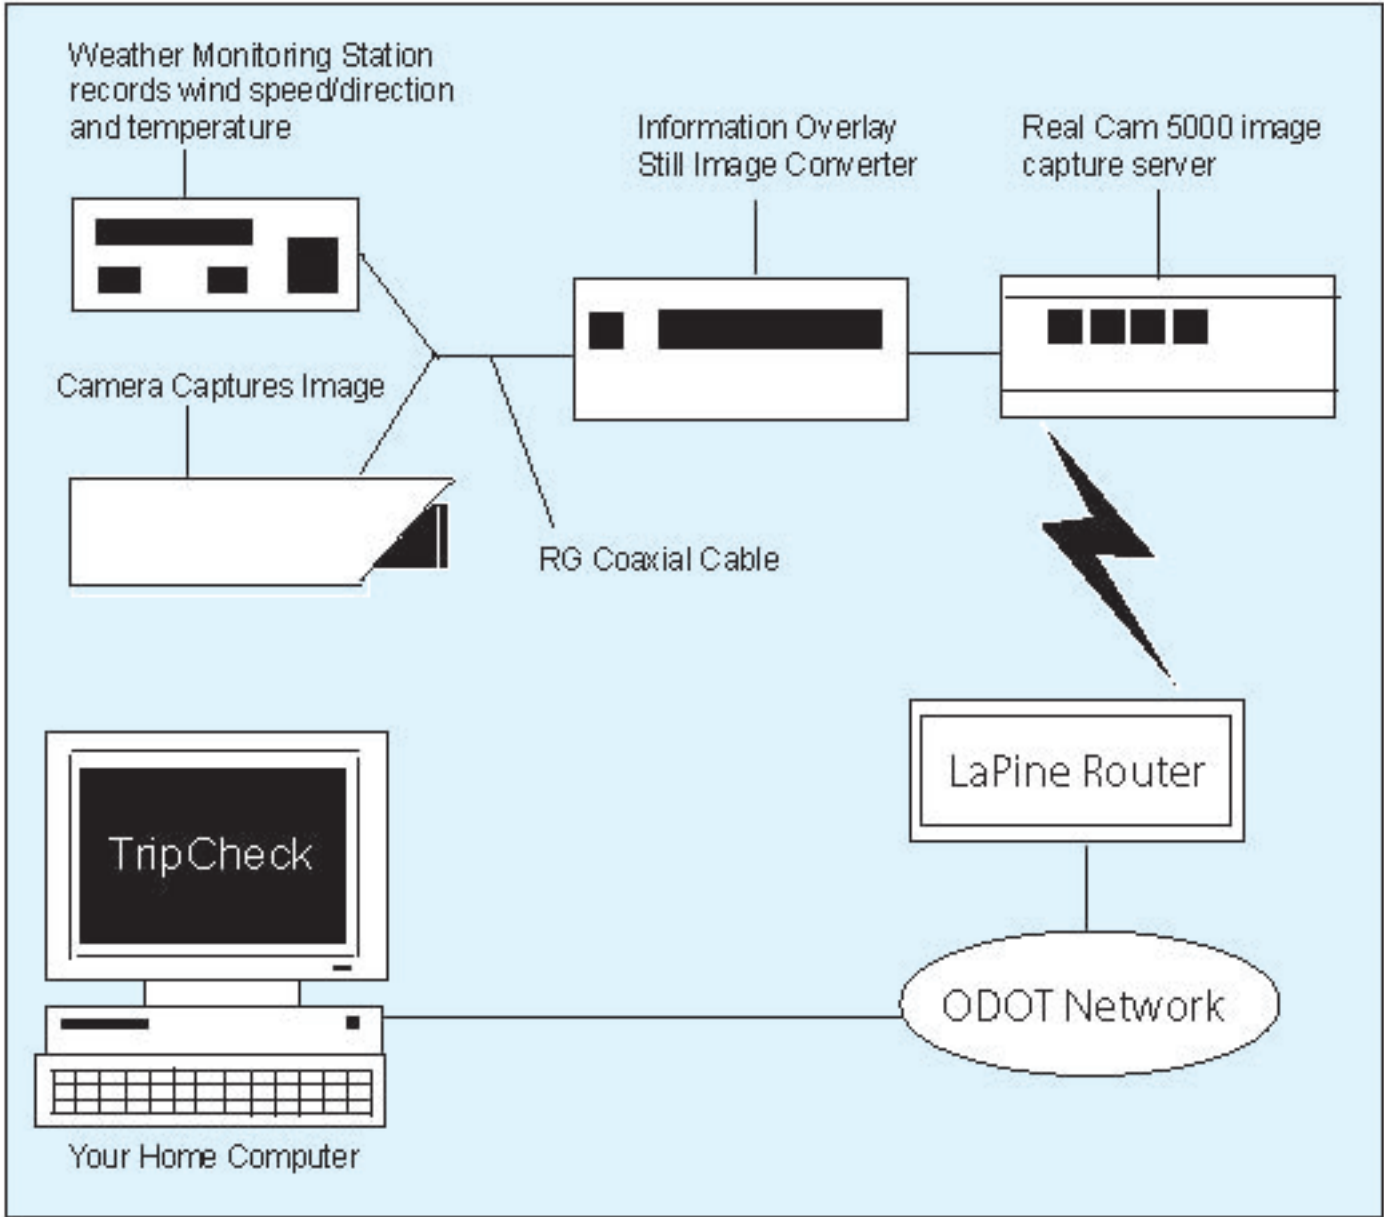 Weather Monitoring Station
records wind speed/direction
and temperature
Information Overlay
Still Image Converter
Real Cam 5000 image
capture server
Camera Captures Image
RG Coaxial Cable
LaPine Router
TripCheck
ODOT Network
Your Home Computer